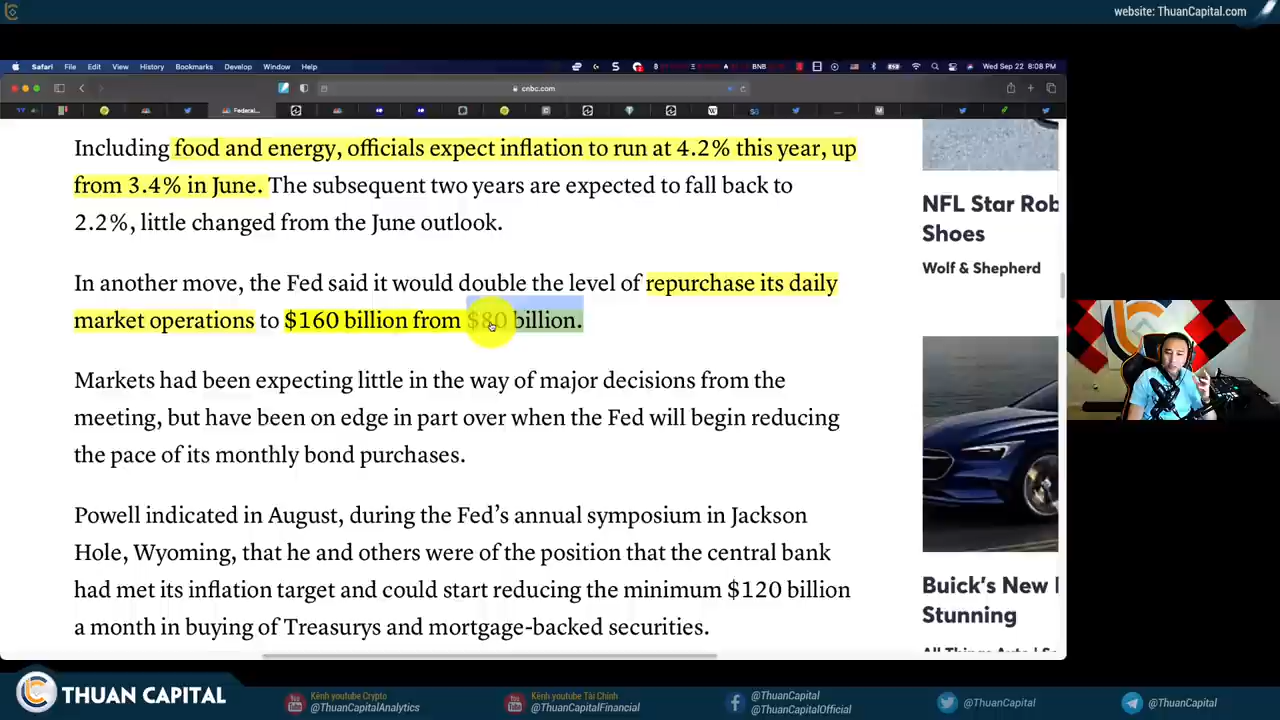 website: ThuanCapital.com
Safari File Edit View History Bookmarks Develop Window Help
BNB
Wed Sep 22 8:08 PM
cnbc.com
Federal...
Including food and energy, officials expect inflation to run at 4.2% this year, up
from 3.4% in June. The subsequent two years are expected to fall back to
2.2%, little changed from the June outlook.
In another move, the Fed said it would double the level of repurchase its daily
market operations to $160 billion from $80 billion.
Markets had been expecting little in the way of major decisions from the
meeting, but have been on edge in part over when the Fed will begin reducing
the pace of its monthly bond purchases.
Powell indicated in August, during the Fed’s annual symposium in Jackson
Hole, Wyoming, that he and others were of the position that the central bank
had met its inflation target and could start reducing the minimum $120 billion
a month in buying of Treasurys and mortgage-backed securities.
NFL Star Rob
Shoes
Wolf & Shepherd
Buick’s New
Stunning
THUAN CAPITAL
Kênh youtube Crypto
@ThuanCapitalAnalytics
Kênh youtube Tài Chính
@ThuanCapitalFinancial
@ThuanCapital
@ThuanCapitalOfficial
@ThuanCapital
@ThuanCapital